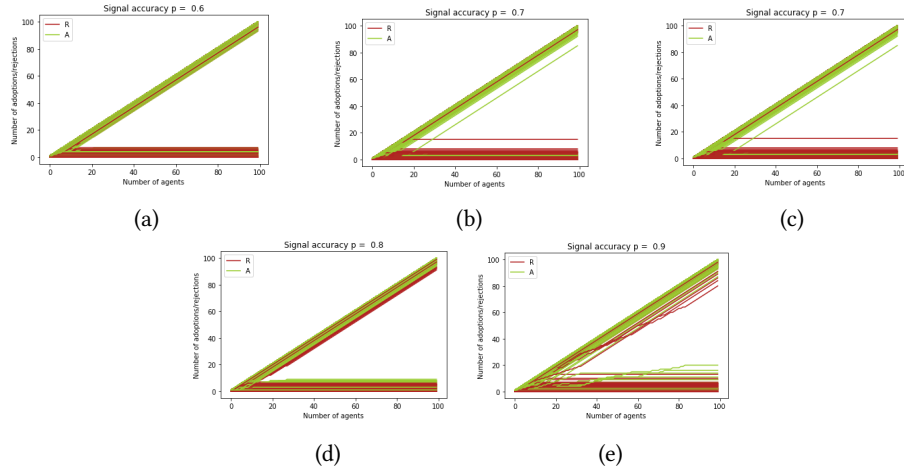 Signal accuracy p = 0.6
Number of adoptions/rejections
100
80
60
40
20
0
R
A
0 20 40 60 80 100
Number of agents
(a)
Signal accuracy p = 0.7
Number of adoptions/rejections
100
80
60
40
20
0
R
A
0 20 40 60 80 100
Number of agents
(b)
Signal accuracy p = 0.7
Number of adoptions/rejections
100
80
60
40
20
0
R
A
0 20 40 60 80 100
Number of agents
(c)
Signal accuracy p = 0.8
Number of adoptions/rejections
100
80
60
40
20
0
R
A
0 20 40 60 80 100
Number of agents
(d)
Signal accuracy p = 0.9
Number of adoptions/rejections
100
80
60
40
20
0
R
A
0 20 40 60 80 100
Number of agents
(e)